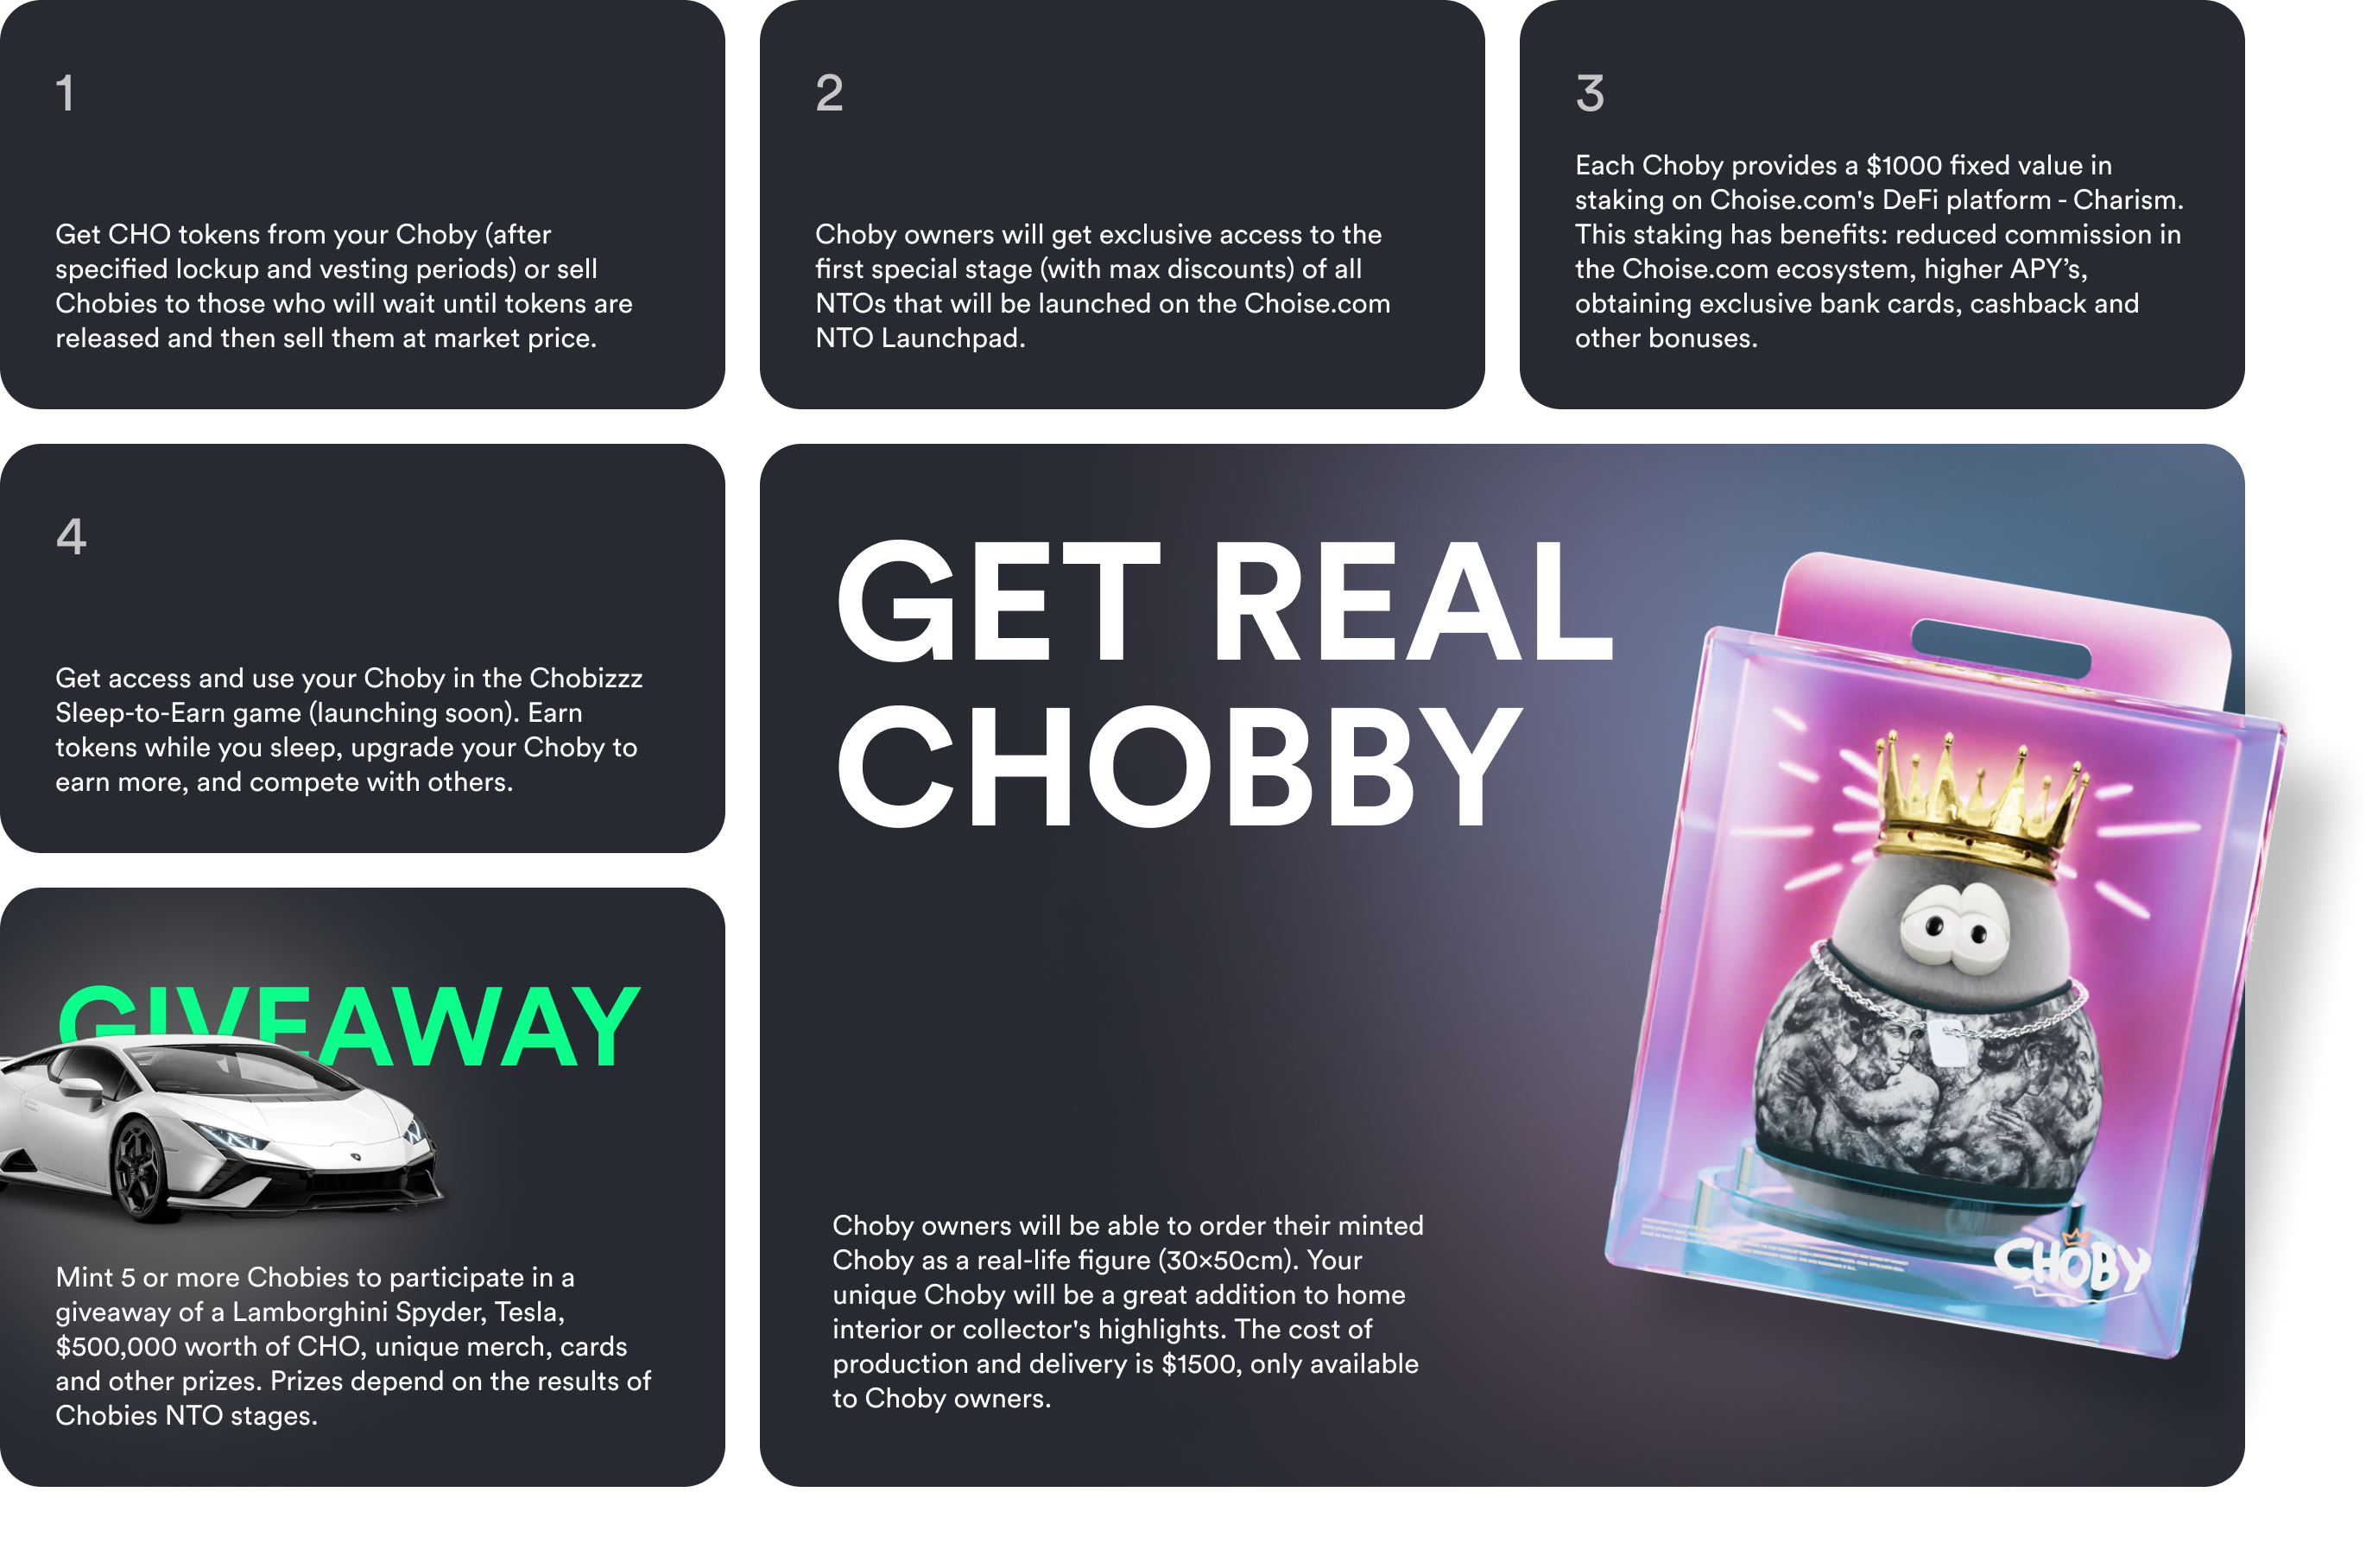 1
Get CHO tokens from your Choby (after
specified lockup and vesting periods) or sell
Chobies to those who will wait until tokens are
released and then sell them at market price.
2
Choby owners will get exclusive access to the
first special stage (with max discounts) of all
NTOs that will be launched on the Choise.com
NTO Launchpad.
3
Each Choby provides a $1000 fixed value in
staking on Choise.com's DeFi platform - Charism.
This staking has benefits: reduced commission in
the Choise.com ecosystem, higher APY’s,
obtaining exclusive bank cards, cashback and
other bonuses.
4
Get access and use your Choby in the Chobizzz
Sleep-to-Earn game (launching soon). Earn
tokens while you sleep, upgrade your Choby to
earn more, and compete with others.
GIVEAWAY
Mint 5 or more Chobies to participate in a
giveaway of a Lamborghini Spyder, Tesla,
$500,000 worth of CHO, unique merch, cards
and other prizes. Prizes depend on the results of
Chobies NTO stages.
GET REAL
CHOBBY
Choby owners will be able to order their minted
Choby as a real-life figure (30×50cm). Your
unique Choby will be a great addition to home
interior or collector's highlights. The cost of
production and delivery is $1500, only available
to Choby owners.
CHOBY